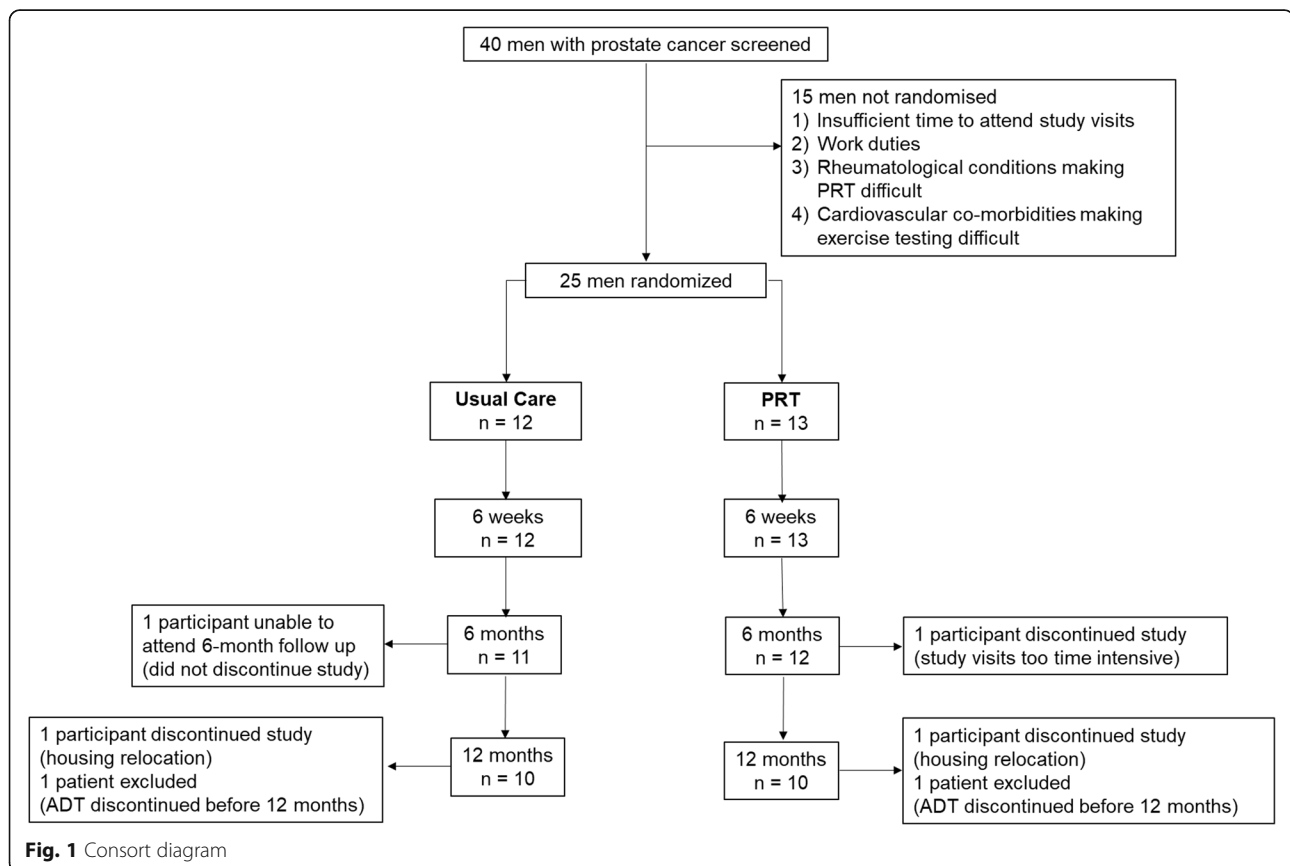 40 men with prostate cancer screened
15 men not randomised
1) Insufficient time to attend study visits
2) Work duties
3) Rheumatological conditions making
PRT difficult
4) Cardiovascular co-morbidities making
exercise testing difficult
25 men randomized
Usual Care
n = 12
PRT
n = 13
6 weeks
n = 12
6 weeks
n = 13
1 participant unable to
attend 6-month follow up
(did not discontinue study)
6 months
n = 11
6 months
n = 12
1 participant discontinued study
(study visits too time intensive)
1 participant discontinued study
(housing relocation)
1 patient excluded
(ADT discontinued before 12 months)
12 months
n = 10
12 months
n = 10
1 participant discontinued study
(housing relocation)
1 patient excluded
(ADT discontinued before 12 months)
Fig. 1 Consort diagram